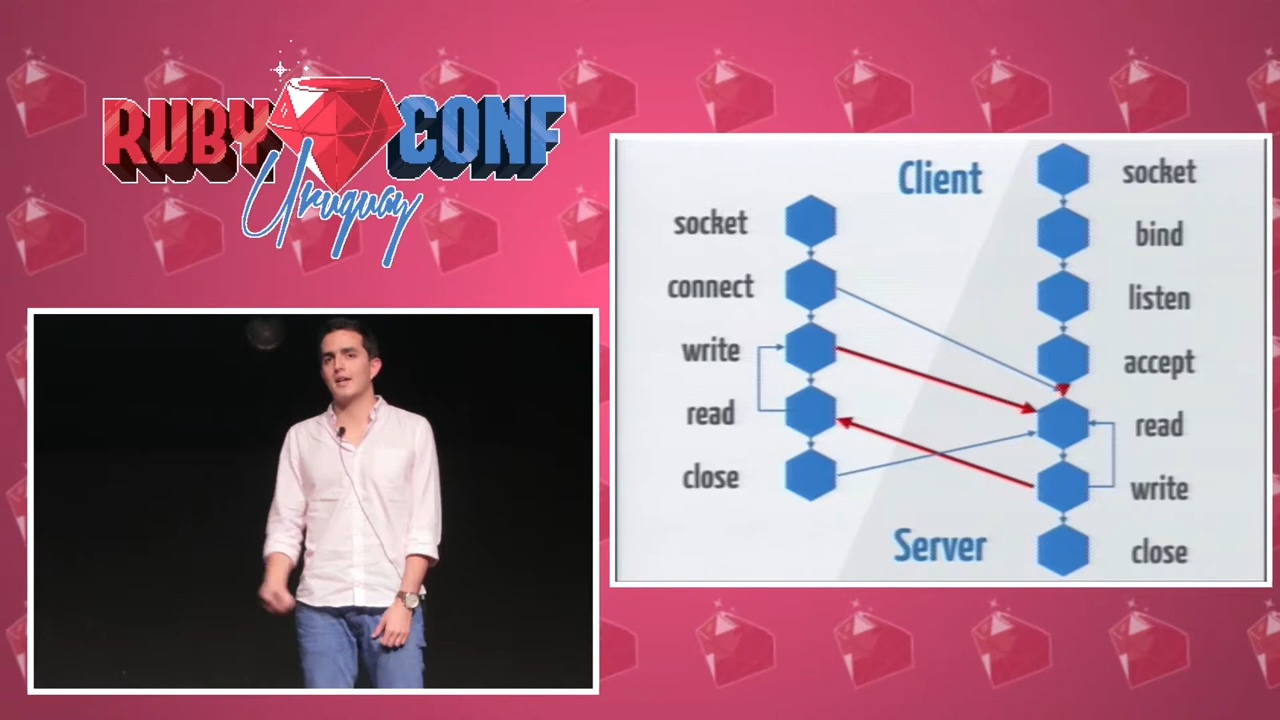 RUBY CONF
Uruguay
Client
socket
connect
write
read
close
socket
bind
listen
accept
read
write
close
Server